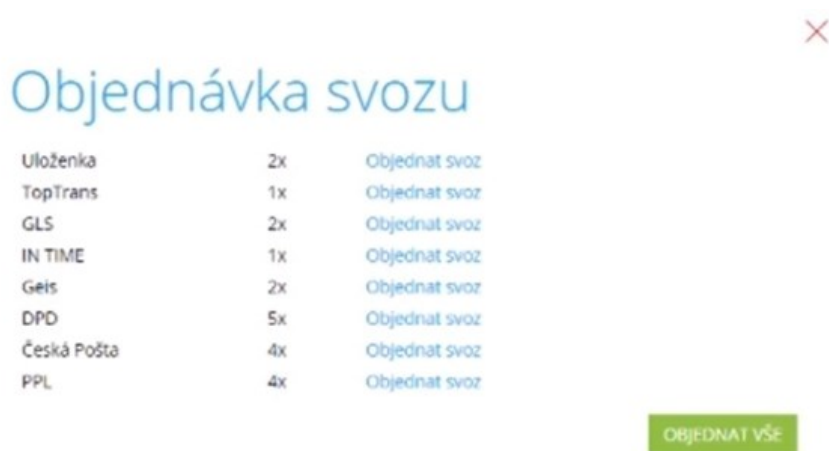 Objednávka svozu
Uloženka 2x Objednat svoz
TopTrans 1x Objednat svoz
GLS 2x Objednat svoz
IN TIME 1x Objednat svoz
Geis 2x Objednat svoz
DPD 5x Objednat svoz
Česká Pošta 4x Objednat svoz
PPL 4x Objednat svoz
OBJEDNAT VŠE